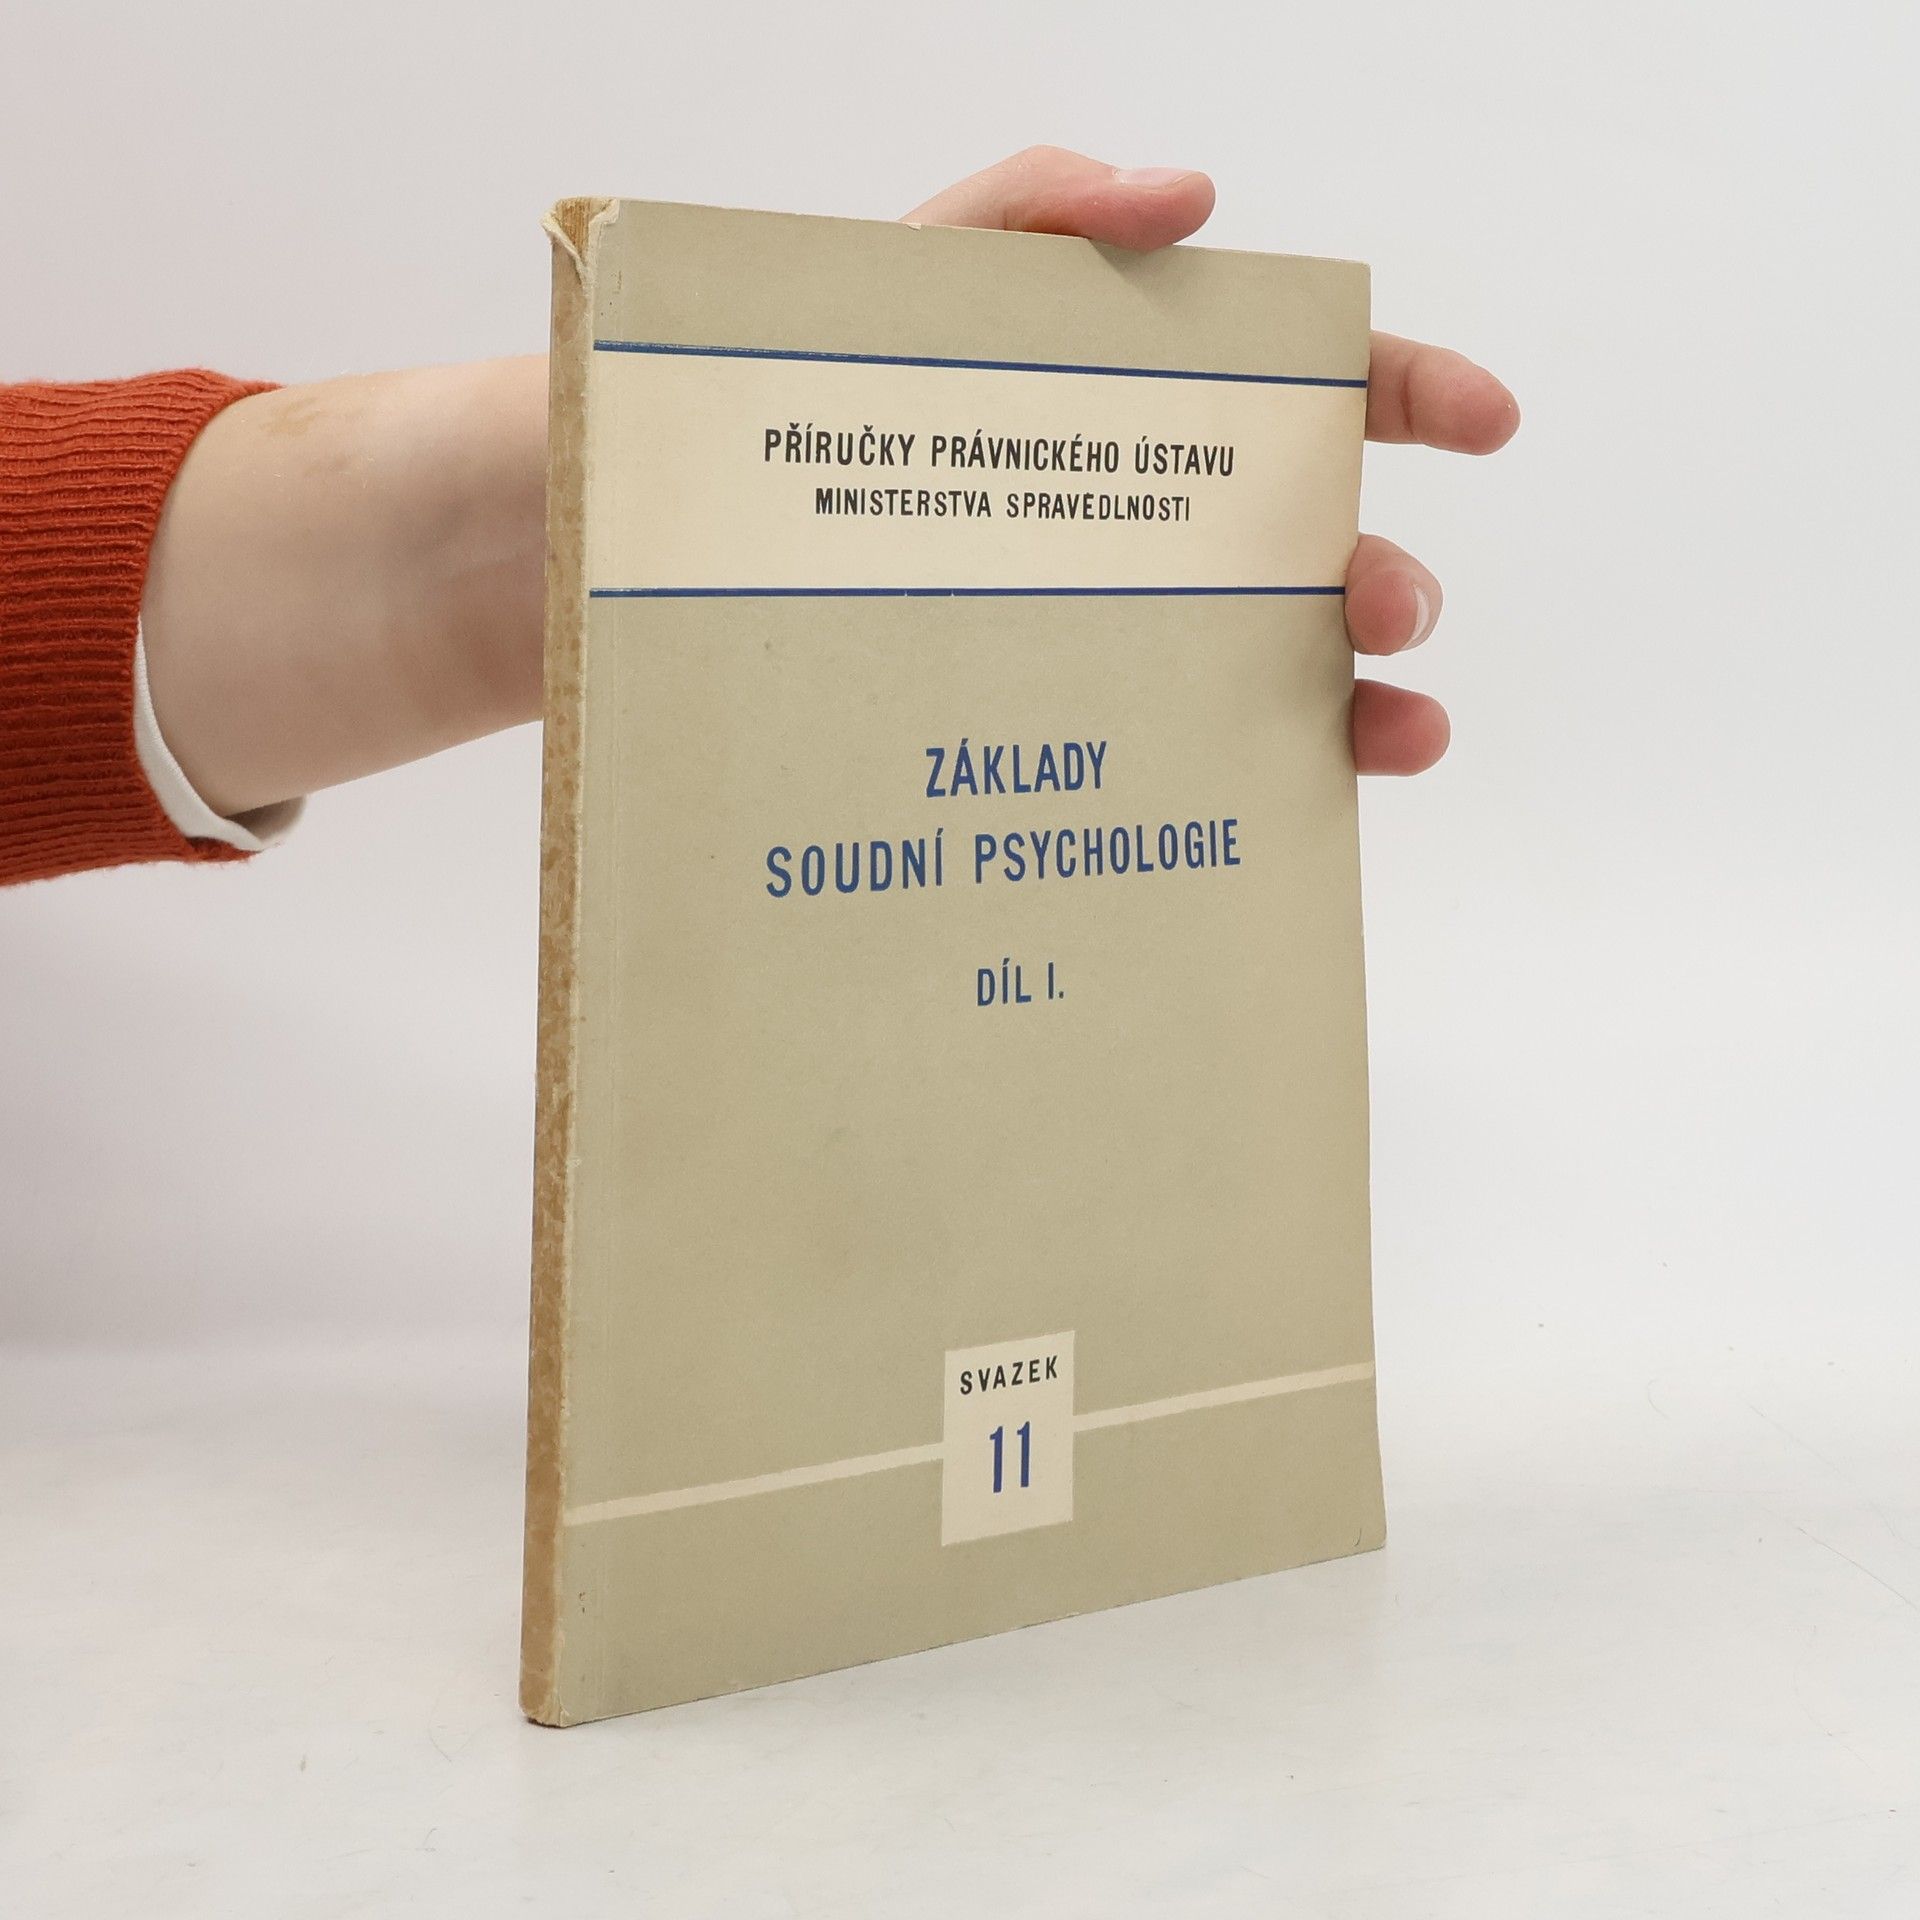 PŘÍRUČKY PRÁVNICKÉHO ÚSTAVU
MINISTERSTVA SPRAVEDLNOSTI
ZÁKLADY
SOUDNÍ PSYCHOLOGIE
DÍL I.
SVAZEK
11